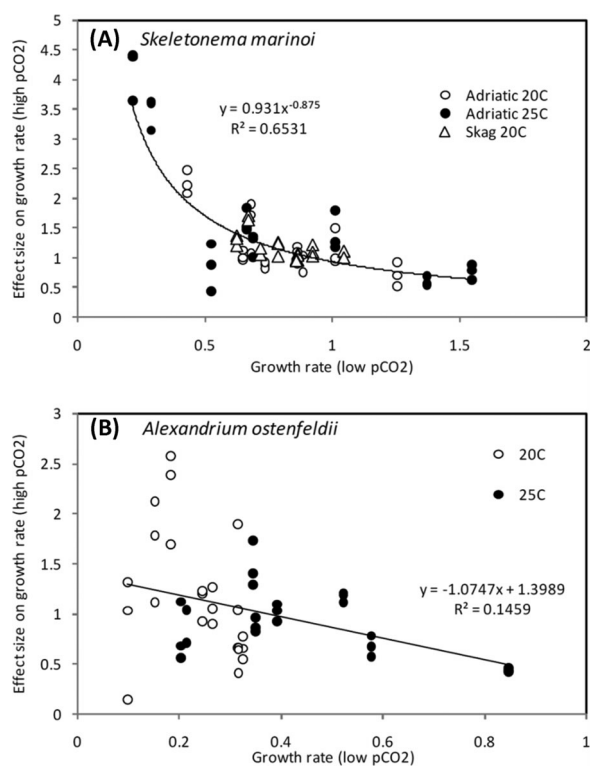 (A) Skeletonema marinoi
5
4.5
4
3.5
3
2.5
2
1.5
1
0.5
0
Effect size on growth rate (high pCO2)
y = 0.931x^-0.875
R² = 0.6531
Adriatic 20C
Adriatic 25C
Skag 20C
0 0.5 1 1.5 2
Growth rate (low pCO2)
(B) Alexandrium ostenfeldii
3
2.5
2
1.5
1
0.5
0
Effect size on growth rate (high pCO2)
20C
25C
y = -1.0747x + 1.3989
R² = 0.1459
0 0.2 0.4 0.6 0.8 1
Growth rate (low pCO2)